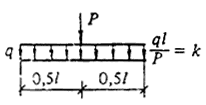 P
q
ql/P = k
0,5l 0,5l